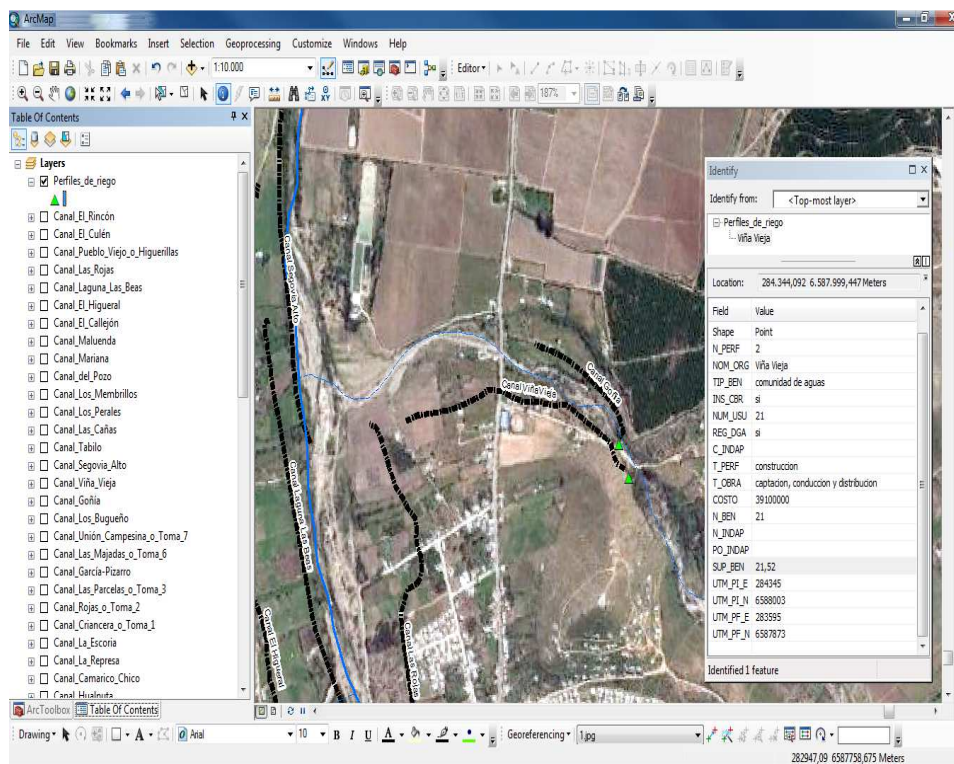 ArcMap
File Edit View Bookmarks Insert Selection Geoprocessing Customize Windows Help
1:10.000
Editor
187%
Table Of Contents
Layers
Perfiles_de_riego
Canal_El_Rincón
Canal_El_Culén
Canal_Pueblo_Viejo_o_Higuerillas
Canal_Las_Rojas
Canal_Laguna_Las_Beas
Canal_El_Higueral
Canal_El_Callejón
Canal_Maluenda
Canal_Mariana
Canal_del_Pozo
Canal_Los_Membrillos
Canal_Los_Perales
Canal_Las_Cañas
Canal_Tabilo
Canal_Segovia_Alto
Canal_Viña_Vieja
Canal_Goñía
Canal_Los_Bugueño
Canal_Unión_Campesina_o_Toma_7
Canal_Las_Majadas_o_Toma_6
Canal_García-Pizarro
Canal_Las_Parcelas_o_Toma_3
Canal_Rojas_o_Toma_2
Canal_Criancera_o_Toma_1
Canal_La_Escoria
Canal_La_Represa
Canal_Camarico_Chico
Canal_Hualputa
ArcToolbox Table Of Contents
Canal Segovia Alto
Canal Goñía
Canal Viña Vieja
Canal Laguna Las Beas
Canal El Higueral
Canal Las Rojas
Identify
Identify from: <Top-most layer>
Perfiles_de_riego
Viña Vieja
Location: 284.344,092 6.587.999,447 Meters
Field Value
Shape Point
N_PERF 2
NOM_ORG Viña Vieja
TIP_BEN comunidad de aguas
INS_CBR si
NUM_USU 21
REG_DGA si
C_INDAP
T_PERF construccion
T_OBRA captacion, conduccion y distribucion
COSTO 39100000
N_BEN 21
N_INDAP
PO_INDAP
SUP_BEN 21,52
UTM_PI_E 284345
UTM_PI_N 6588003
UTM_PF_E 283595
UTM_PF_N 6587873
Identified 1 feature
Drawing A Arial 10 B I U A Georeferencing 1.jpg
282947,09 6587758,675 Meters